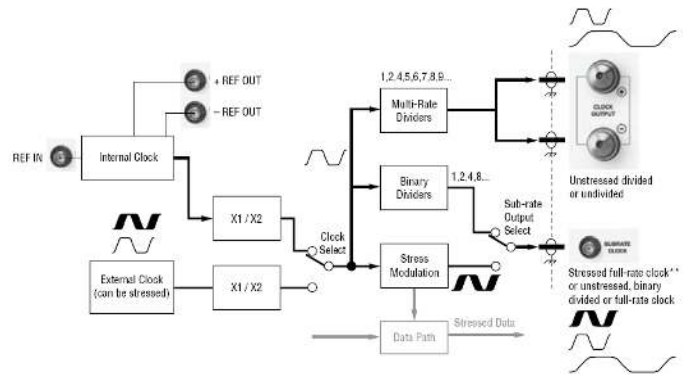 + REF OUT
– REF OUT
REF IN
Internal Clock
X1 / X2
External Clock
(can be stressed)
X1 / X2
Clock
Select
1,2,4,5,6,7,8,9...
Multi-Rate
Dividers
Binary
Dividers
1,2,4,8...
Sub-rate
Output
Select
Stress
Modulation
Data Path
Stressed Data
CLOCK
OUTPUT
Unstressed divided
or undivided
SUBRATE
CLOCK
Stressed full-rate clock**
or unstressed, binary
divided or full-rate clock